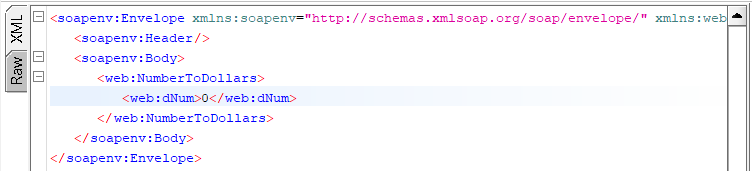 XML
Raw
<soapenv:Envelope xmlns:soapenv="http://schemas.xmlsoap.org/soap/envelope/" xmlns:web
<soapenv:Header/>
<soapenv:Body>
<web:NumberToDollars>
<web:dNum>0</web:dNum>
</web:NumberToDollars>
</soapenv:Body>
</soapenv:Envelope>